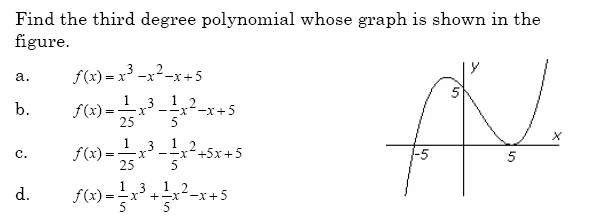 Find the third degree polynomial whose graph is shown in the
figure.
a. f(x) = x³ –x²–x+5
b. f(x) = 1/25 x³ – 1/5 x²–x+5
c. f(x) = 1/25 x³ – 1/5 x²+5x+5
d. f(x) = 1/5 x³ + 1/5 x²–x+5
y
5
x
-5
5